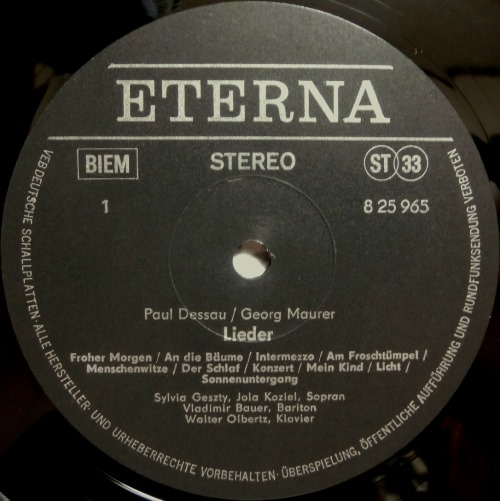 ETERNA
BIEM STEREO ST 33
1 8 25 965
Paul Dessau / Georg Maurer
Lieder
Froher Morgen / An die Bäume / Intermezzo / Am Froschtümpel /
Menschenwitze / Der Schlaf / Konzert / Mein Kind / Licht /
Sonnenuntergang
Sylvia Geszty, Jola Koziel, Sopran
Vladimir Bauer, Bariton
Walter Olbertz, Klavier
VEB DEUTSCHE SCHALLPLATTEN · ALLE HERSTELLER- UND URHEBERRECHTE VORBEHALTEN · ÜBERSPIELUNG, ÖFFENTLICHE AUFFÜHRUNG UND RUNDFUNKSENDUNG VERBOTEN